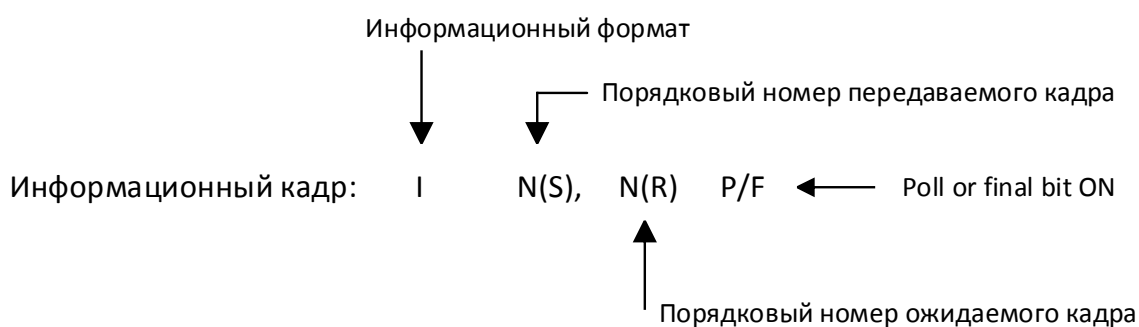 Информационный формат
Порядковый номер передаваемого кадра
Информационный кадр: I N(S), N(R) P/F Poll or final bit ON
Порядковый номер ожидаемого кадра